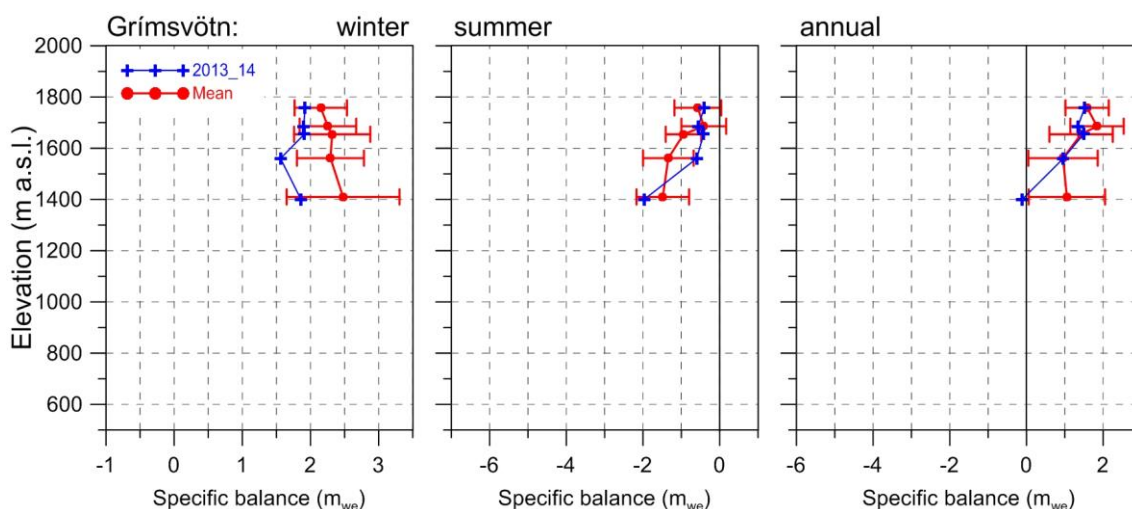 Grímsvötn: winter summer annual
2013_14
Mean
Elevation (m a.s.l.)
2000
1800
1600
1400
1200
1000
800
600
-1 0 1 2 3
-6 -4 -2 0
-6 -4 -2 0 2
Specific balance (mwe) Specific balance (mwe) Specific balance (mwe)